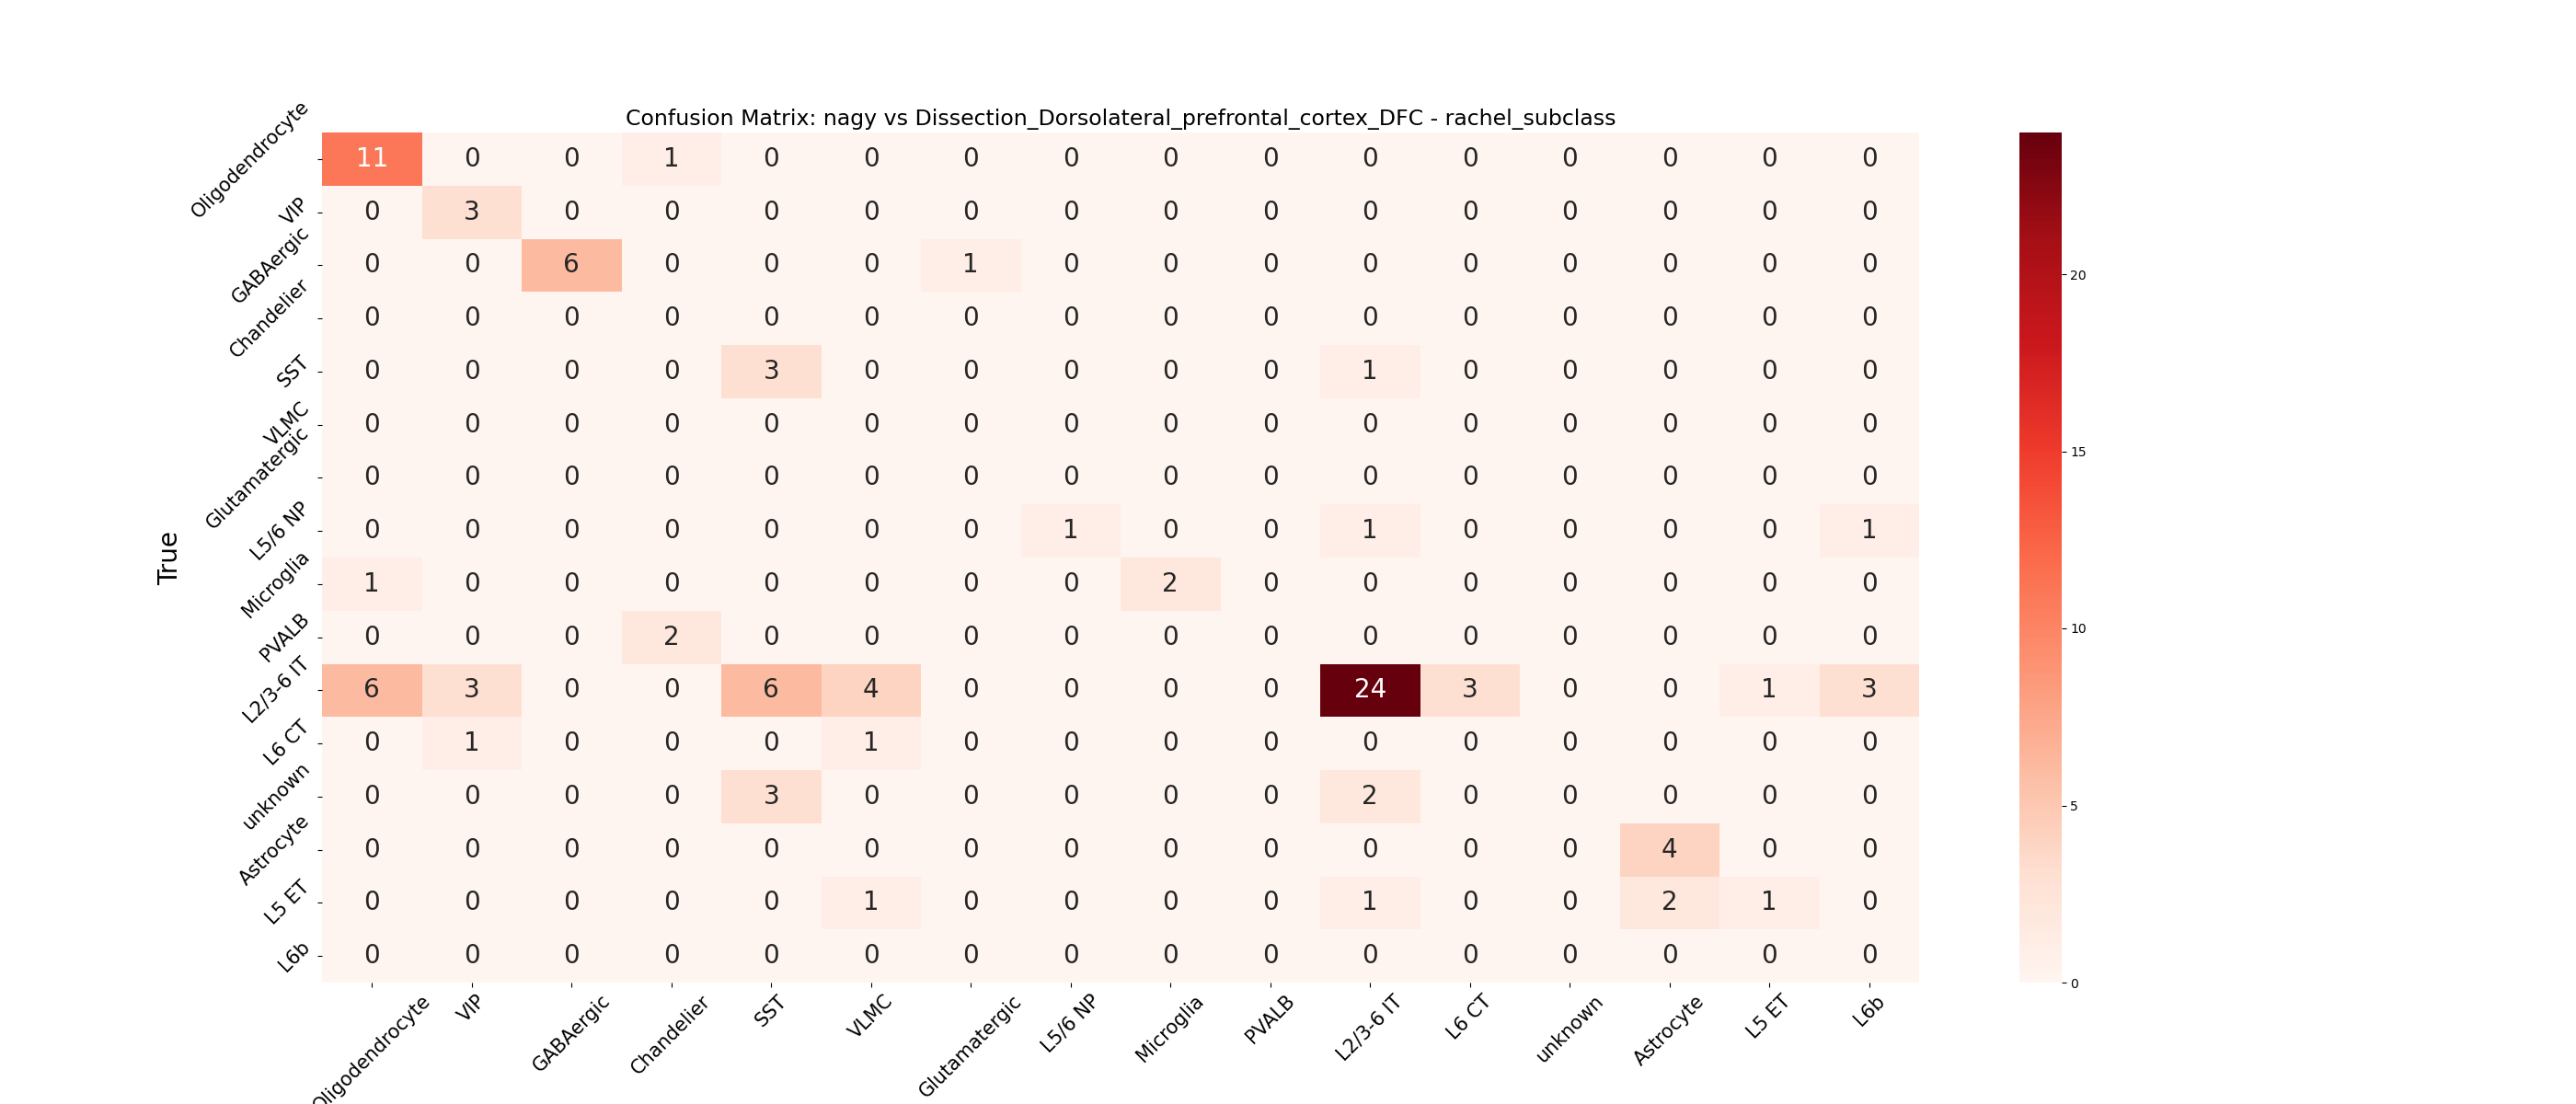 Confusion Matrix: nagy vs Dissection_Dorsolateral_prefrontal_cortex_DFC - rachel_subclass
True
Oligodendrocyte 11 0 0 1 0 0 0 0 0 0 0 0 0 0 0 0
VIP 0 3 0 0 0 0 0 0 0 0 0 0 0 0 0 0
GABAergic 0 0 6 0 0 0 1 0 0 0 0 0 0 0 0 0
Chandelier 0 0 0 0 0 0 0 0 0 0 0 0 0 0 0 0
SST 0 0 0 0 3 0 0 0 0 0 1 0 0 0 0 0
VLMC 0 0 0 0 0 0 0 0 0 0 0 0 0 0 0 0
Glutamatergic 0 0 0 0 0 0 0 0 0 0 0 0 0 0 0 0
L5/6 NP 0 0 0 0 0 0 0 1 0 0 1 0 0 0 0 1
Microglia 1 0 0 0 0 0 0 0 2 0 0 0 0 0 0 0
PVALB 0 0 0 2 0 0 0 0 0 0 0 0 0 0 0 0
L2/3-6 IT 6 3 0 0 6 4 0 0 0 0 24 3 0 0 1 3
L6 CT 0 1 0 0 0 1 0 0 0 0 0 0 0 0 0 0
unknown 0 0 0 0 3 0 0 0 0 0 2 0 0 0 0 0
Astrocyte 0 0 0 0 0 0 0 0 0 0 0 0 0 4 0 0
L5 ET 0 0 0 0 0 1 0 0 0 0 1 0 0 2 1 0
L6b 0 0 0 0 0 0 0 0 0 0 0 0 0 0 0 0
Oligodendrocyte VIP GABAergic Chandelier SST VLMC Glutamatergic L5/6 NP Microglia PVALB L2/3-6 IT L6 CT unknown Astrocyte L5 ET L6b
20
15
10
5
0